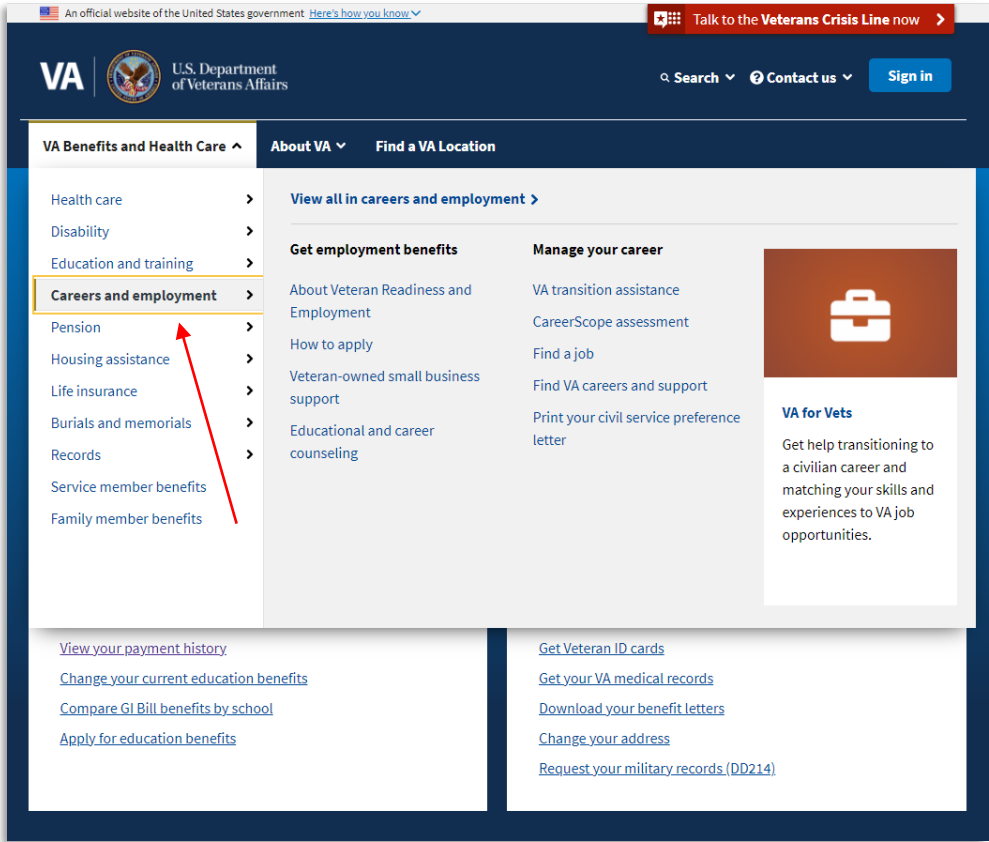 An official website of the United States government Here's how you know
Talk to the Veterans Crisis Line now
VA
U.S. Department
of Veterans Affairs
Search
Contact us
Sign in
VA Benefits and Health Care
About VA
Find a VA Location
Health care
Disability
Education and training
Careers and employment
Pension
Housing assistance
Life insurance
Burials and memorials
Records
Service member benefits
Family member benefits
View all in careers and employment
Get employment benefits
About Veteran Readiness and
Employment
How to apply
Veteran-owned small business
support
Educational and career
counseling
Manage your career
VA transition assistance
CareerScope assessment
Find a job
Find VA careers and support
Print your civil service preference
letter
VA for Vets
Get help transitioning to
a civilian career and
matching your skills and
experiences to VA job
opportunities.
View your payment history
Change your current education benefits
Compare GI Bill benefits by school
Apply for education benefits
Get Veteran ID cards
Get your VA medical records
Download your benefit letters
Change your address
Request your military records (DD214)